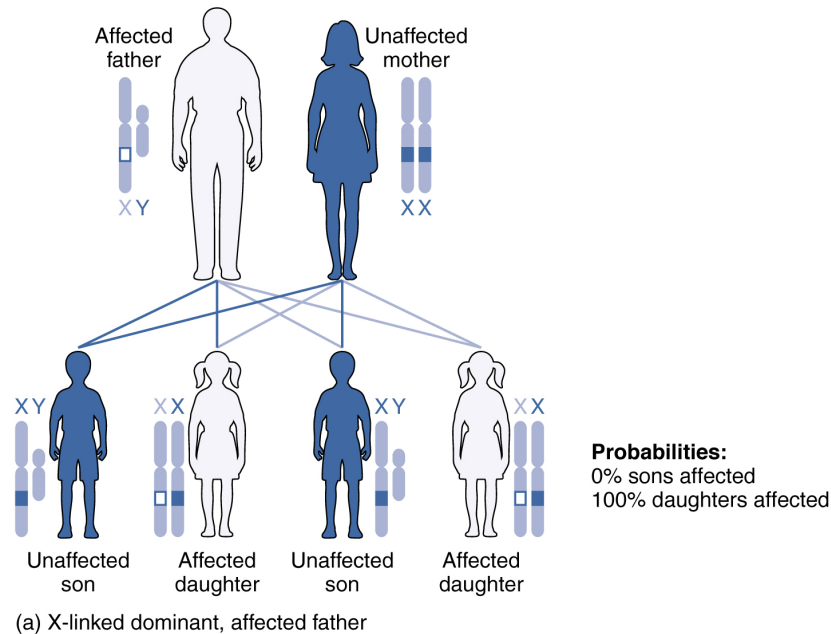 Affected
father
Unaffected
mother
X Y
X X
X Y
X X
X Y
X X
Unaffected
son
Affected
daughter
Unaffected
son
Affected
daughter
Probabilities:
0% sons affected
100% daughters affected
(a) X-linked dominant, affected father